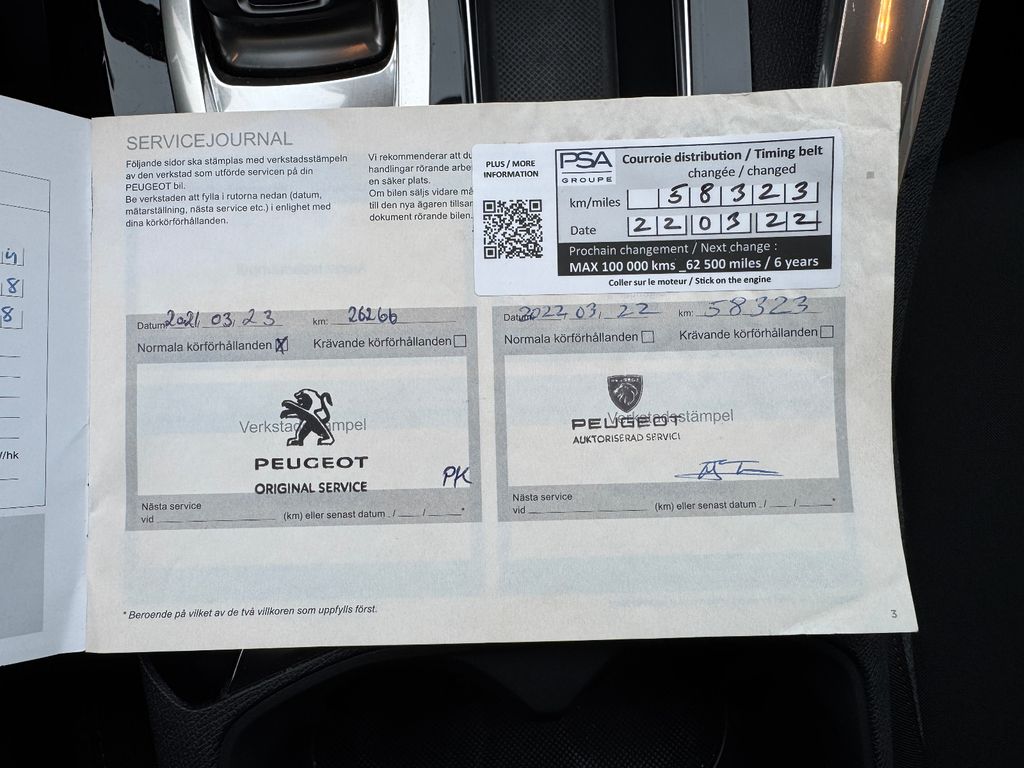 SERVICEJOURNAL
Följande sidor ska stämplas med verkstadsstämpeln
av den verkstad som utförde servicen på din
PEUGEOT bil.
Be verkstaden att fylla i rutorna nedan (datum,
mätarställning, nästa service etc.) i enlighet med
dina körkörförhållanden.
Vi rekommenderar att du
handlingar rörande arbe
en säker plats.
Om bilen säljs vidare må
till den nya ägaren tillsam
dokument rörande bilen.
PLUS / MORE
INFORMATION
PSA
GROUPE
Courroie distribution / Timing belt
changée / changed
km/miles 58323
Date 220322
Prochain changement / Next change :
MAX 100 000 kms _62 500 miles / 6 years
Coller sur le moteur / Stick on the engine
Datum 2021, 03, 23 km: 26266
Normala körförhållanden X Krävande körförhållanden
Verkstadsstämpel
PEUGEOT
ORIGINAL SERVICE
PK
Nästa service
vid (km) eller senast datum / / *
Datum 2022 03, 22 km: 58323
Normala körförhållanden Krävande körförhållanden
PEUGEOT
Verkstadsstämpel
PEUGEOT
AUKTORISERAD SERVICE
Nästa service
vid (km) eller senast datum / / *
* Beroende på vilket av de två villkoren som uppfylls först.
3
8
8
/hk